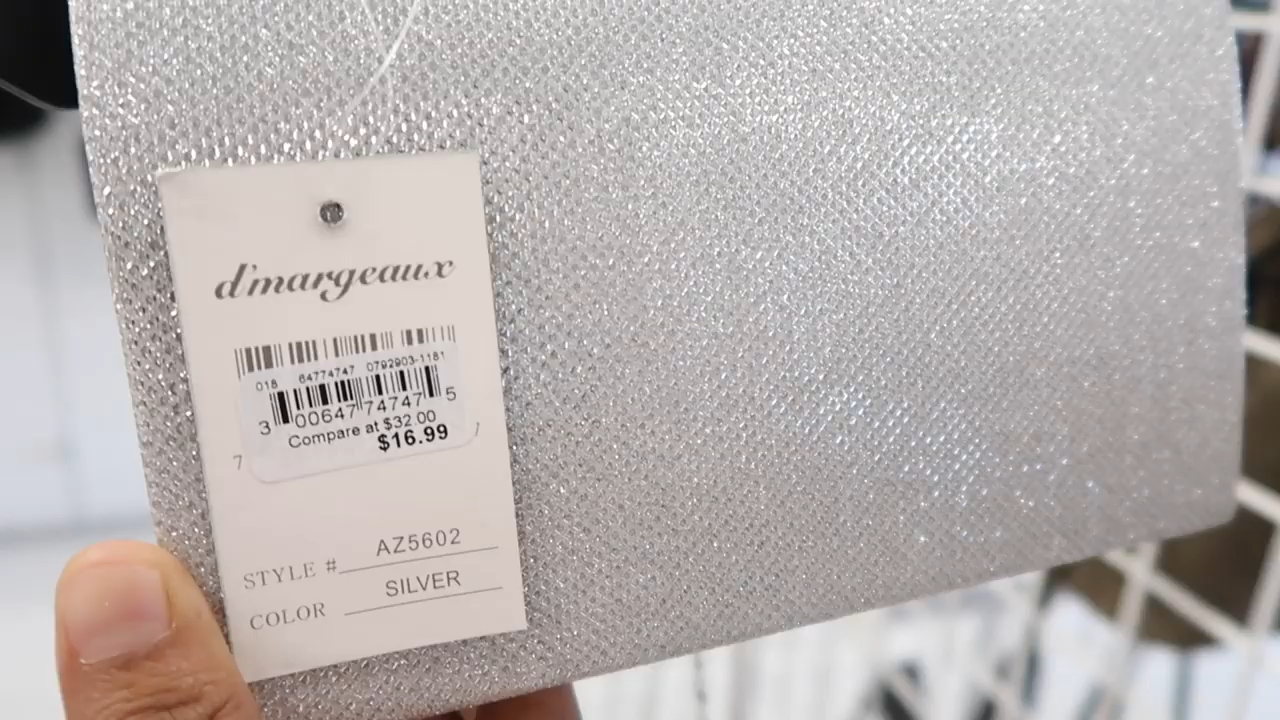 d'margeaux
018 64774747 0792903-1181
3 00647 74747 5
Compare at $32.00
$16.99
7
STYLE # AZ5602
COLOR SILVER